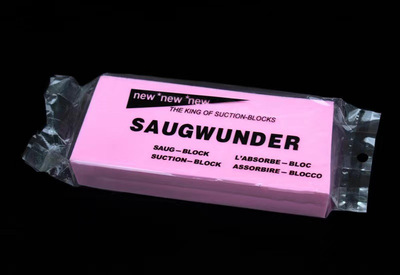 new *new *new
THE KING OF SUCTION-BLOCKS
SAUGWUNDER
SAUG-BLOCK L'ABSORBE-BLOC
SUCTION-BLOCK ASSORBIRE-BLOCCO